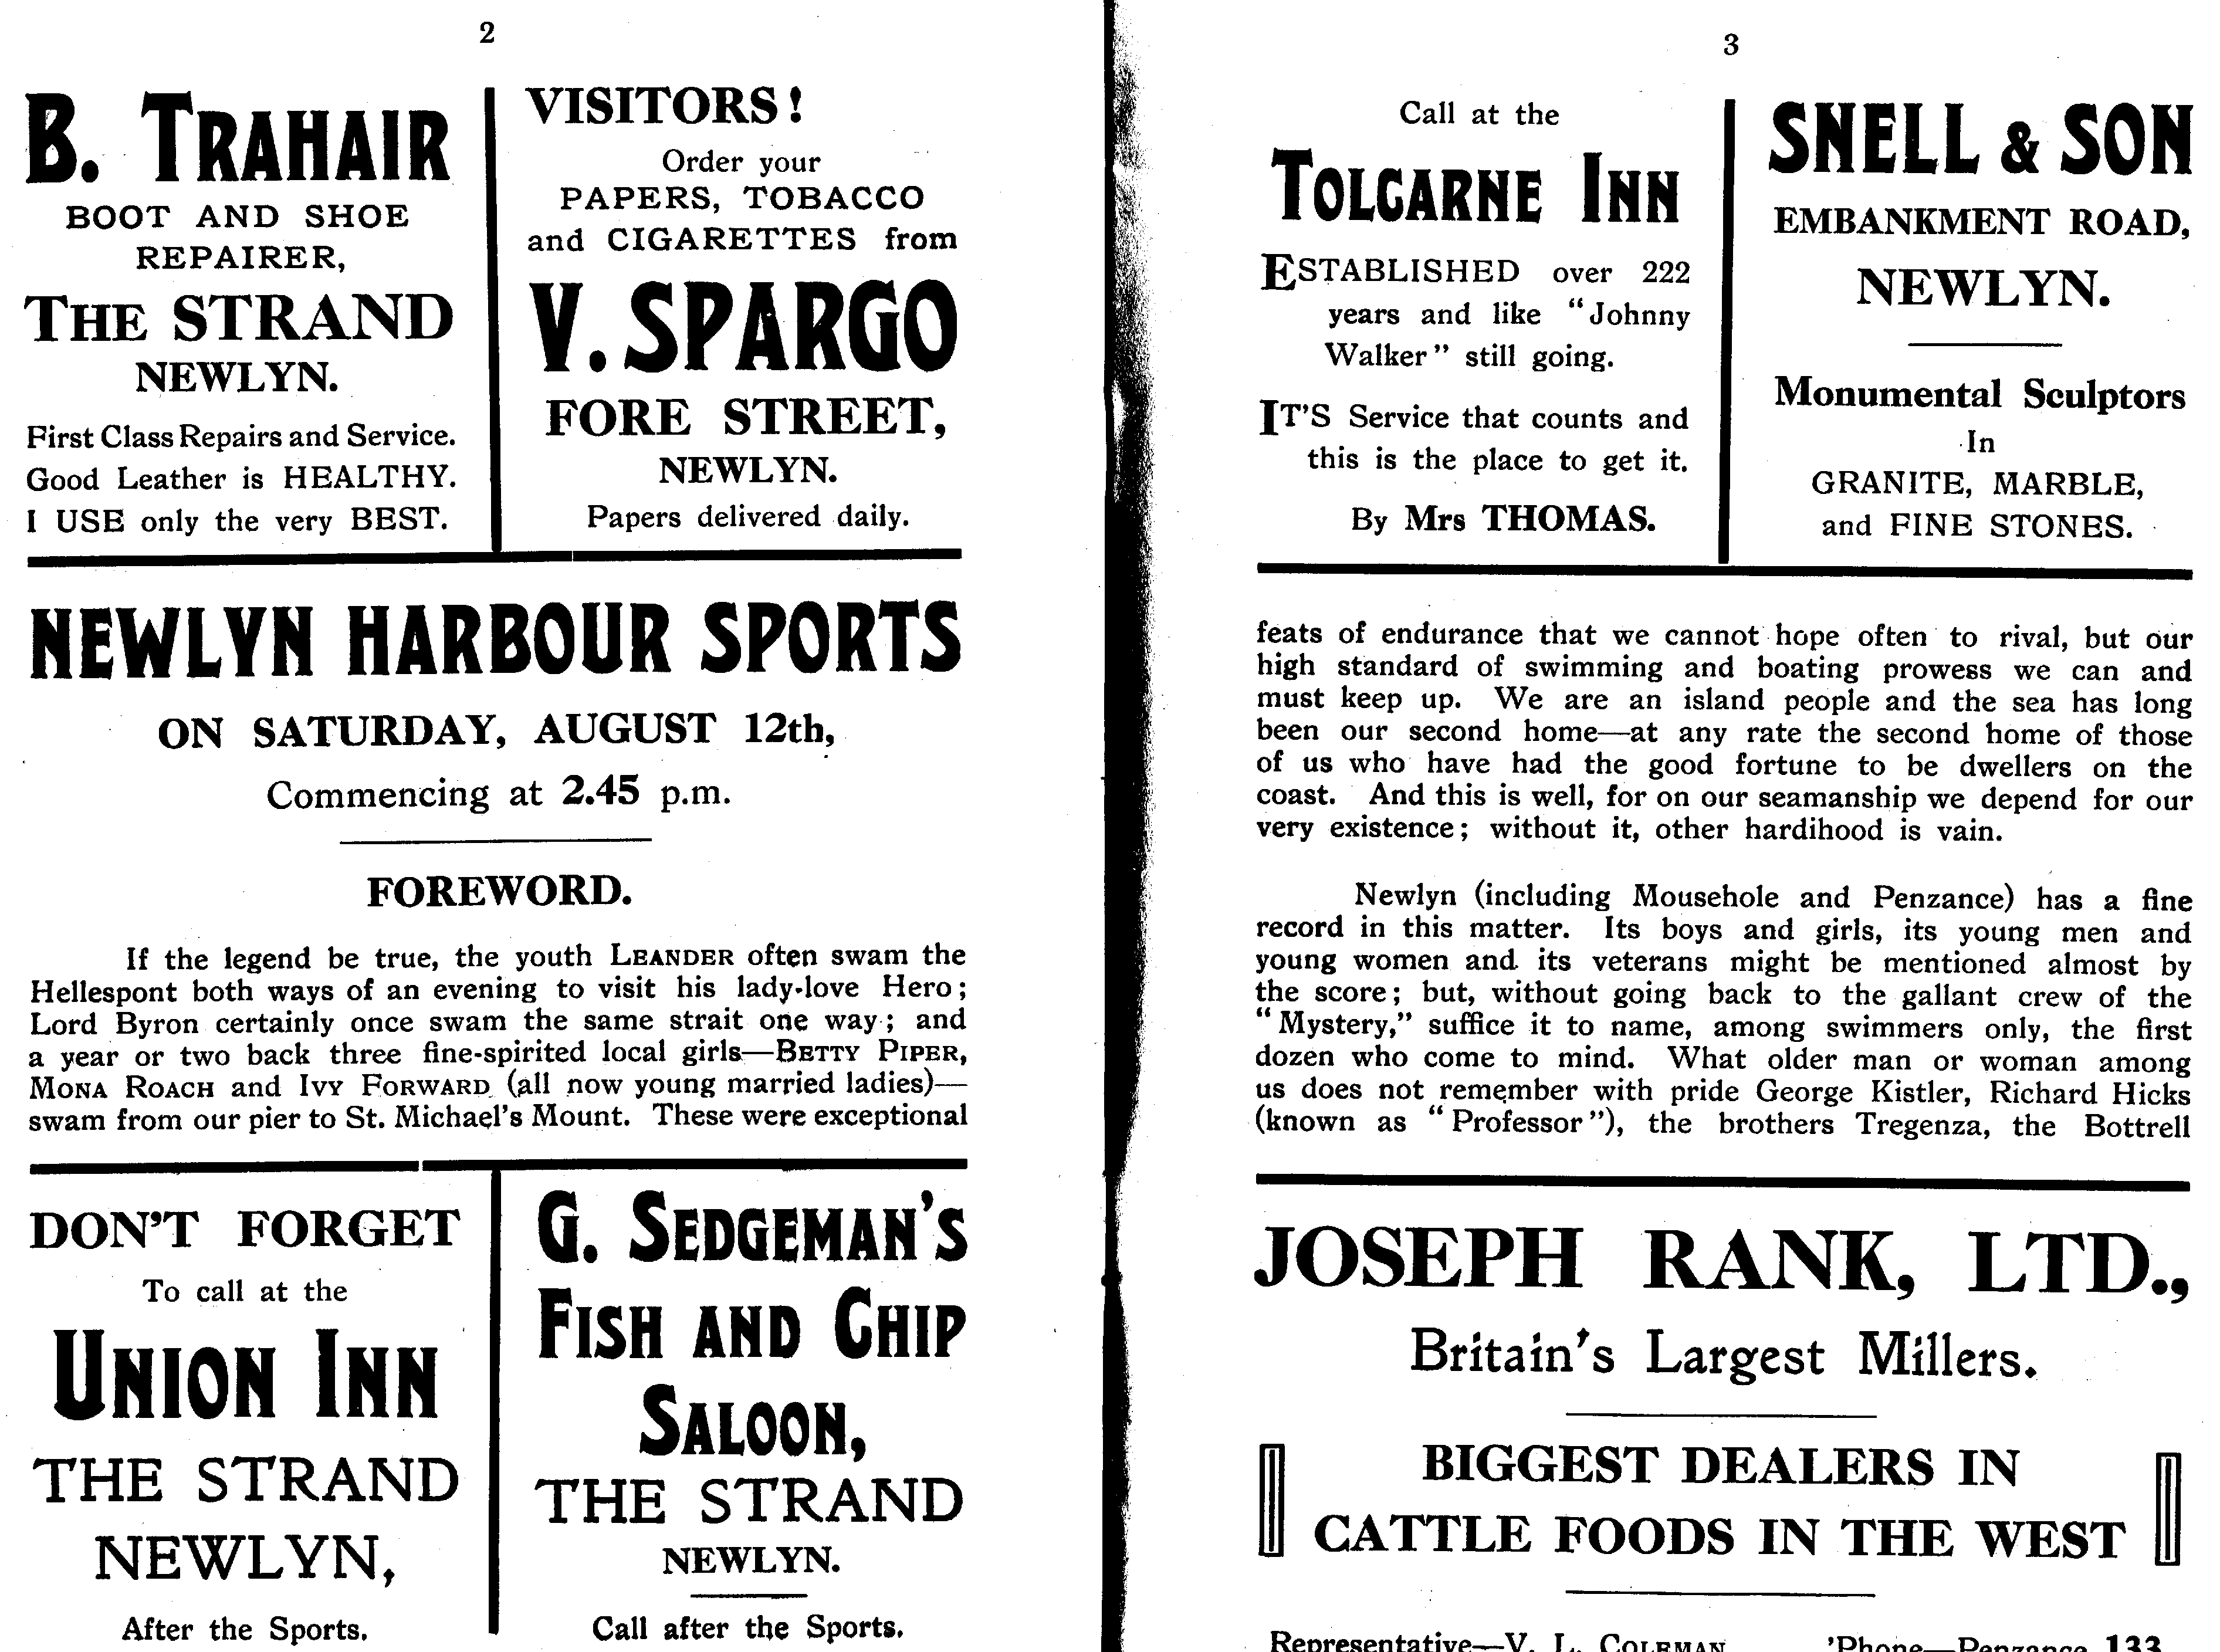 2
B. TRAHAIR
BOOT AND SHOE
REPAIRER,
THE STRAND
NEWLYN.
First Class Repairs and Service.
Good Leather is HEALTHY.
I USE only the very BEST.
VISITORS!
Order your
PAPERS, TOBACCO
and CIGARETTES from
V. SPARGO
FORE STREET,
NEWLYN.
Papers delivered daily.
NEWLYN HARBOUR SPORTS
ON SATURDAY, AUGUST 12th,
Commencing at 2.45 p.m.
FOREWORD.
If the legend be true, the youth LEANDER often swam the
Hellespont both ways of an evening to visit his lady-love Hero;
Lord Byron certainly once swam the same strait one way; and
a year or two back three fine-spirited local girls—BETTY PIPER,
MONA ROACH and IVY FORWARD (all now young married ladies)—
swam from our pier to St. Michael's Mount. These were exceptional
DON'T FORGET
To call at the
UNION INN
THE STRAND
NEWLYN,
After the Sports.
G. SEDGEMAN'S
FISH AND CHIP
SALOON,
THE STRAND
NEWLYN.
Call after the Sports.
3
Call at the
TOLCARNE INN
ESTABLISHED over 222
years and like "Johnny
Walker" still going.
IT'S Service that counts and
this is the place to get it.
By Mrs THOMAS.
SNELL & SON
EMBANKMENT ROAD,
NEWLYN.
Monumental Sculptors
In
GRANITE, MARBLE,
and FINE STONES.
feats of endurance that we cannot hope often to rival, but our
high standard of swimming and boating prowess we can and
must keep up. We are an island people and the sea has long
been our second home—at any rate the second home of those
of us who have had the good fortune to be dwellers on the
coast. And this is well, for on our seamanship we depend for our
very existence; without it, other hardihood is vain.
Newlyn (including Mousehole and Penzance) has a fine
record in this matter. Its boys and girls, its young men and
young women and its veterans might be mentioned almost by
the score; but, without going back to the gallant crew of the
"Mystery," suffice it to name, among swimmers only, the first
dozen who come to mind. What older man or woman among
us does not remember with pride George Kistler, Richard Hicks
(known as "Professor"), the brothers Tregenza, the Bottrell
JOSEPH RANK, LTD.,
Britain's Largest Millers.
BIGGEST DEALERS IN
CATTLE FOODS IN THE WEST
Representative—V. L. COLEMAN 'Phone—Penzance 133